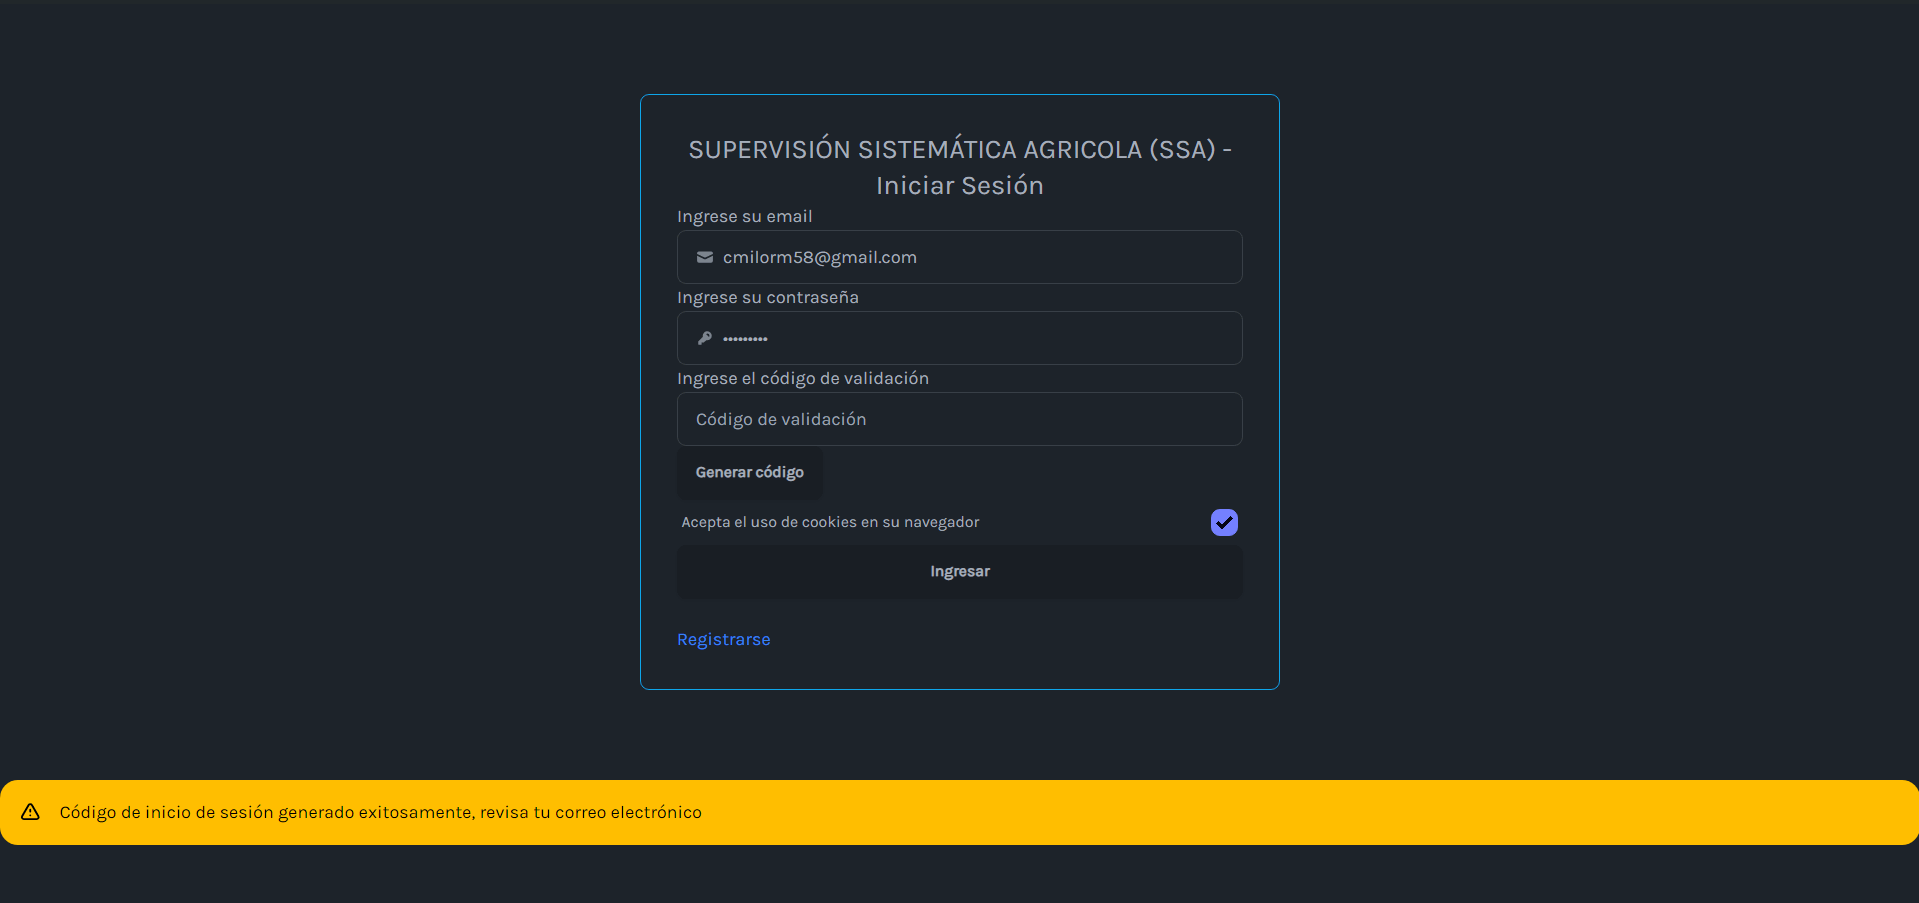 SUPERVISIÓN SISTEMÁTICA AGRICOLA (SSA) -
Iniciar Sesión
Ingrese su email
cmilorm58@gmail.com
Ingrese su contraseña
•••••••••
Ingrese el código de validación
Código de validación
Generar código
Acepta el uso de cookies en su navegador
Ingresar
Registrarse
Código de inicio de sesión generado exitosamente, revisa tu correo electrónico